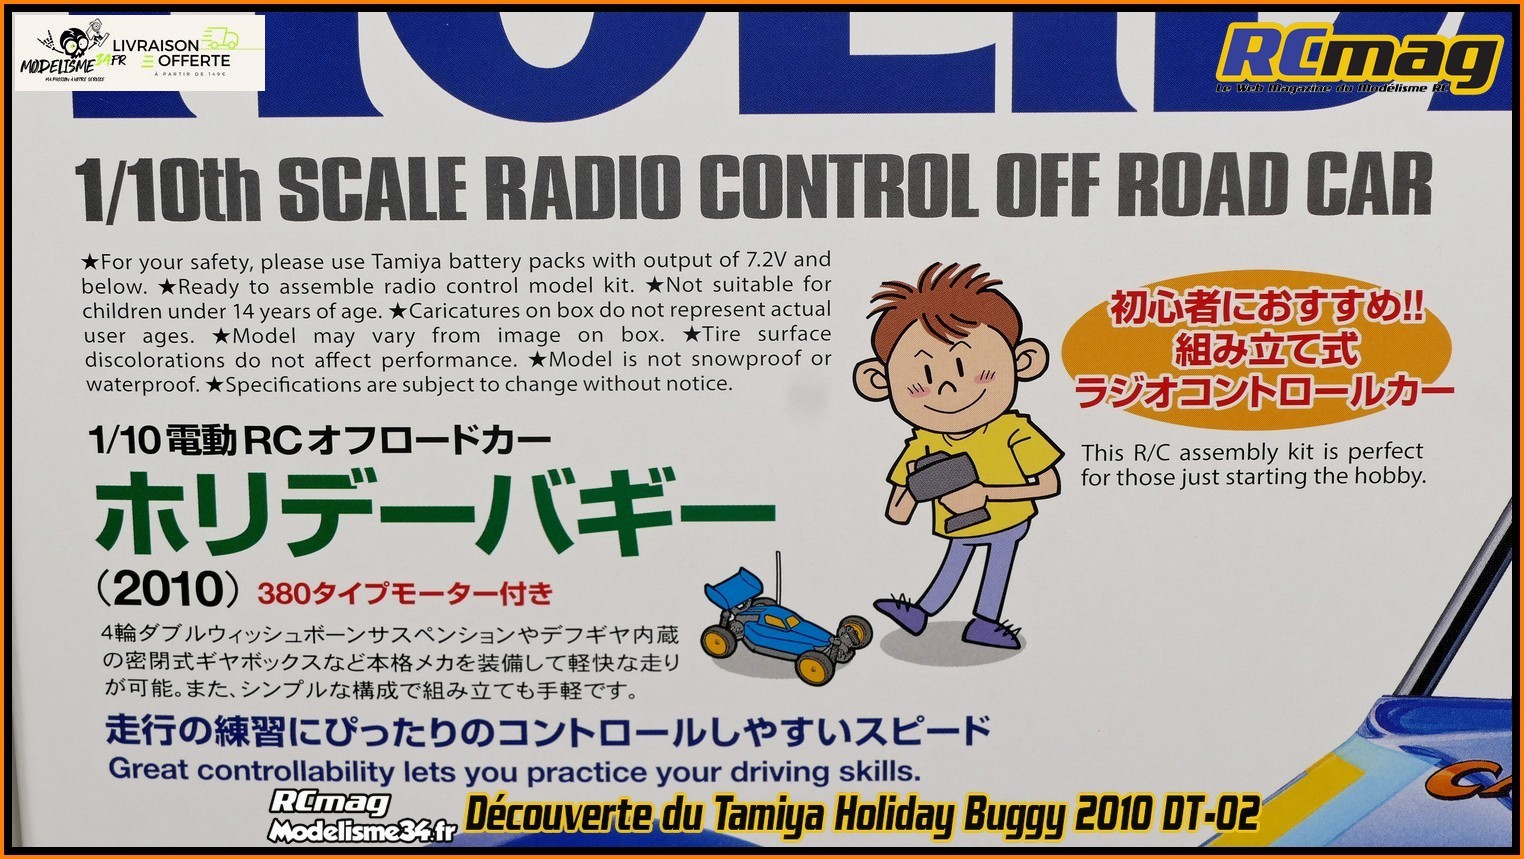 MODELISME34.FR
MA PASSION À VOTRE SERVICE
LIVRAISON
OFFERTE
À PARTIR DE 149€
RCmag
Le Web Magazine du Modélisme RC
1/10th SCALE RADIO CONTROL OFF ROAD CAR
★For your safety, please use Tamiya battery packs with output of 7.2V and
below. ★Ready to assemble radio control model kit. ★Not suitable for
children under 14 years of age. ★Caricatures on box do not represent actual
user ages. ★Model may vary from image on box. ★Tire surface
discolorations do not affect performance. ★Model is not snowproof or
waterproof. ★Specifications are subject to change without notice.
初心者におすすめ!!
組み立て式
ラジオコントロールカー
This R/C assembly kit is perfect
for those just starting the hobby.
1/10電動RCオフロードカー
ホリデーバギー
(2010) 380タイプモーター付き
4輪ダブルウィッシュボーンサスペンションやデフギヤ内蔵
の密閉式ギヤボックスなど本格メカを装備して軽快な走り
が可能。また、シンプルな構成で組み立ても手軽です。
走行の練習にぴったりのコントロールしやすいスピード
Great controllability lets you practice your driving skills.
RCmag
Modelisme34.fr
Découverte du Tamiya Holiday Buggy 2010 DT-02